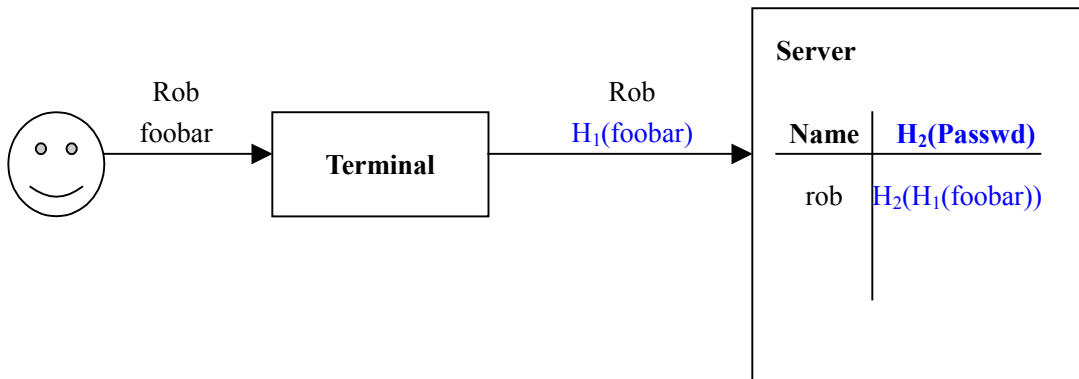 Rob
foobar
Terminal
Rob
H₁(foobar)
Server
Name H₂(Passwd)
rob H₂(H₁(foobar))